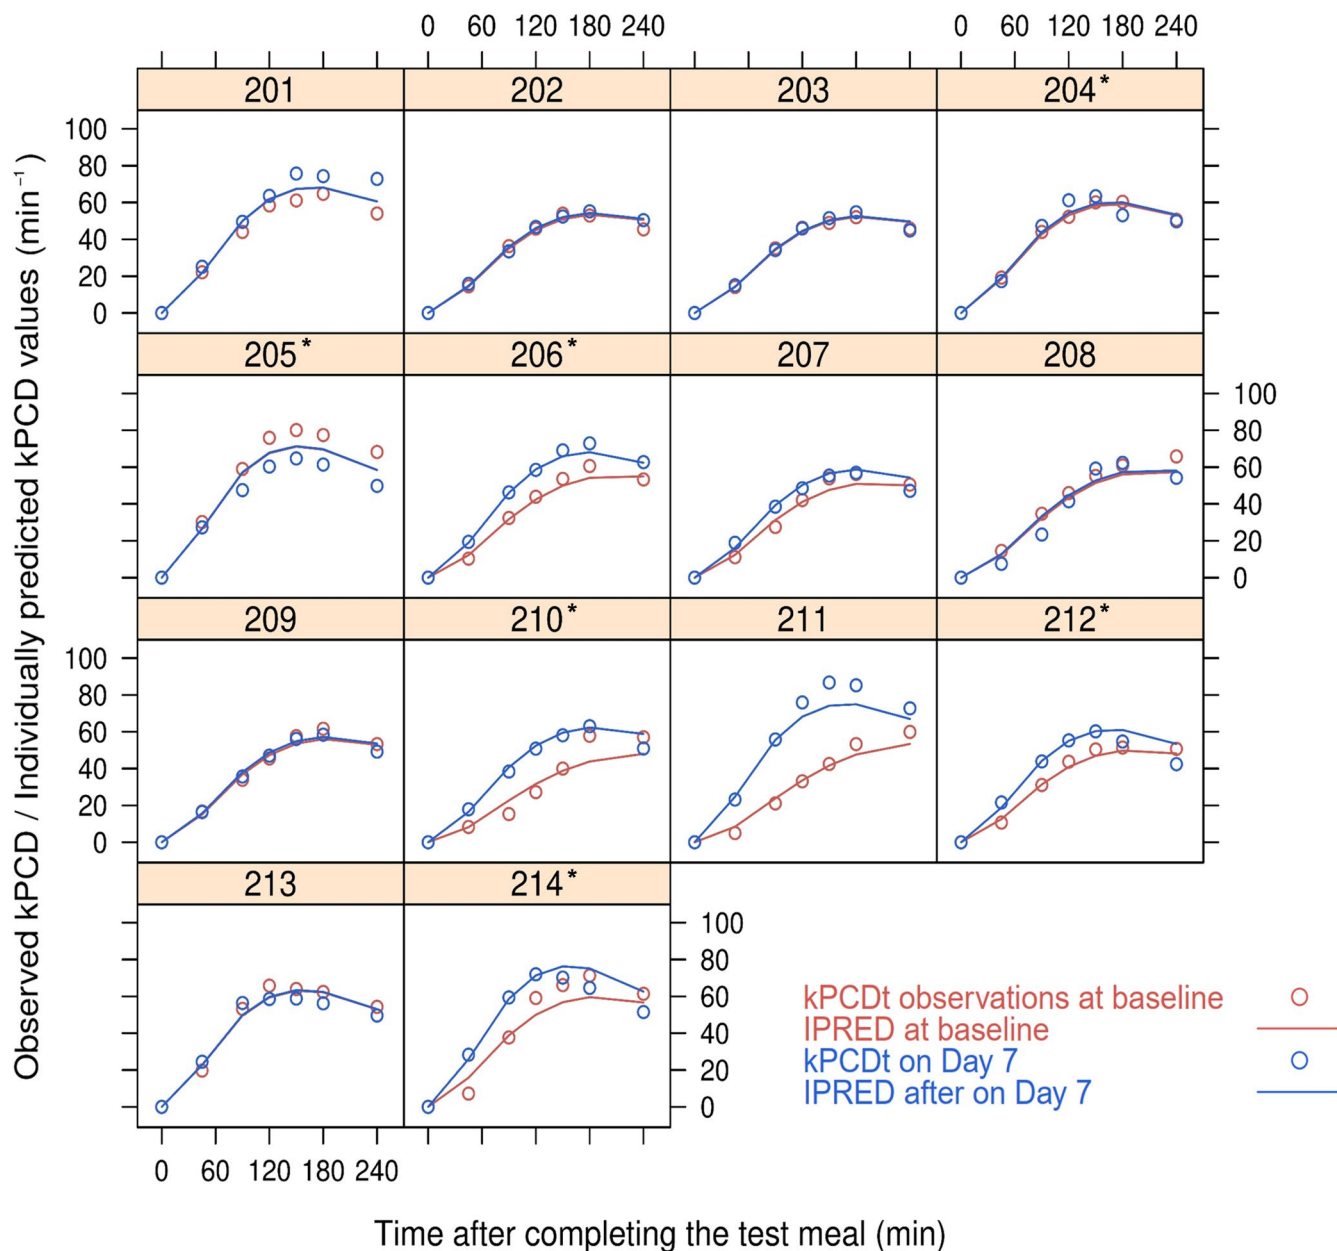 0 60 120 180 240 0 60 120 180 240
201 202 203 204*
100
80
60
40
20
0
205* 206* 207 208
100
80
60
40
20
0
209 210* 211 212*
100
80
60
40
20
0
213 214*
100
80
60
40
20
0
0 60 120 180 240
Observed kPCD / Individually predicted kPCD values (min⁻¹)
kPCDt observations at baseline
IPRED at baseline
kPCDt on Day 7
IPRED after on Day 7
Time after completing the test meal (min)